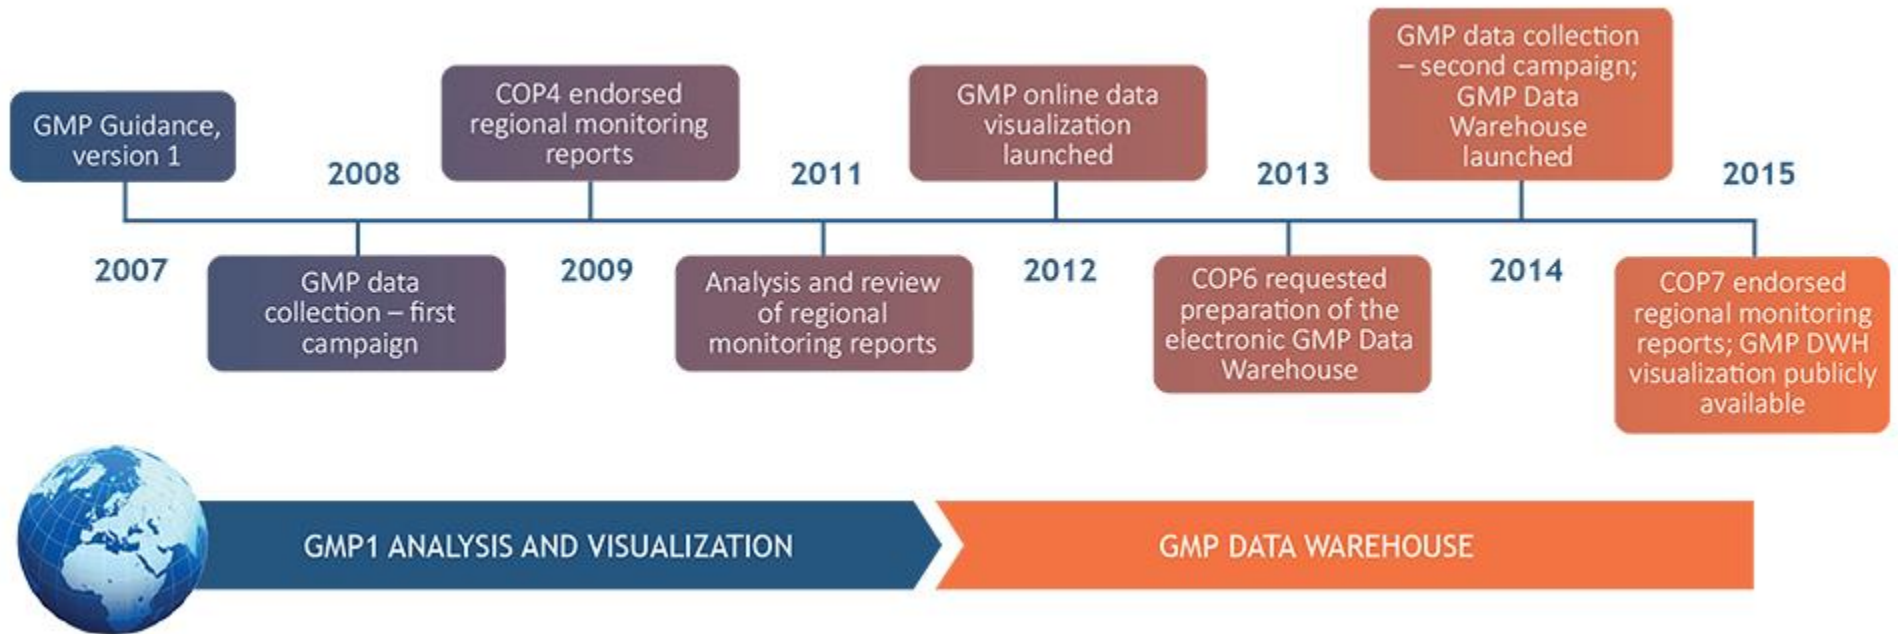 GMP Guidance,
version 1
2007
2008
GMP data
collection – first
campaign
COP4 endorsed
regional monitoring
reports
2009
2011
Analysis and review
of regional
monitoring reports
GMP online data
visualization
launched
2012
2013
COP6 requested
preparation of the
electronic GMP Data
Warehouse
GMP data collection
– second campaign;
GMP Data
Warehouse
launched
2014
2015
COP7 endorsed
regional monitoring
reports; GMP DWH
visualization publicly
available
GMP1 ANALYSIS AND VISUALIZATION
GMP DATA WAREHOUSE